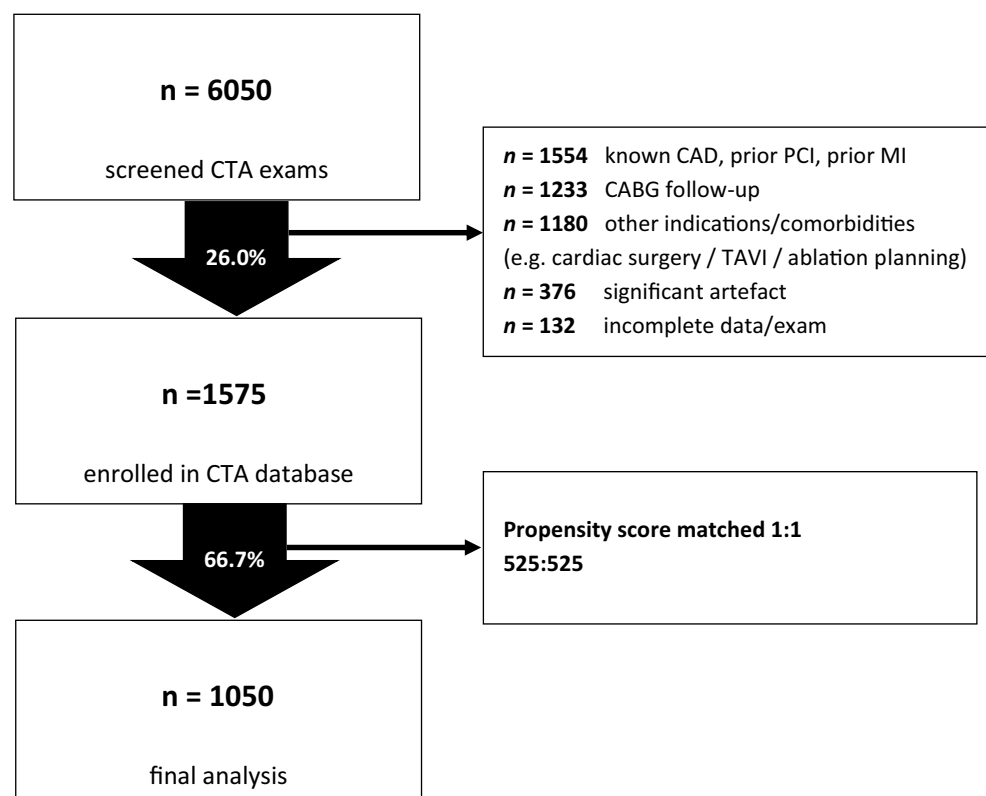 n = 6050
screened CTA exams
26.0%
n = 1554 known CAD, prior PCI, prior MI
n = 1233 CABG follow-up
n = 1180 other indications/comorbidities
(e.g. cardiac surgery / TAVI / ablation planning)
n = 376 significant artefact
n = 132 incomplete data/exam
n =1575
enrolled in CTA database
66.7%
Propensity score matched 1:1
525:525
n = 1050
final analysis